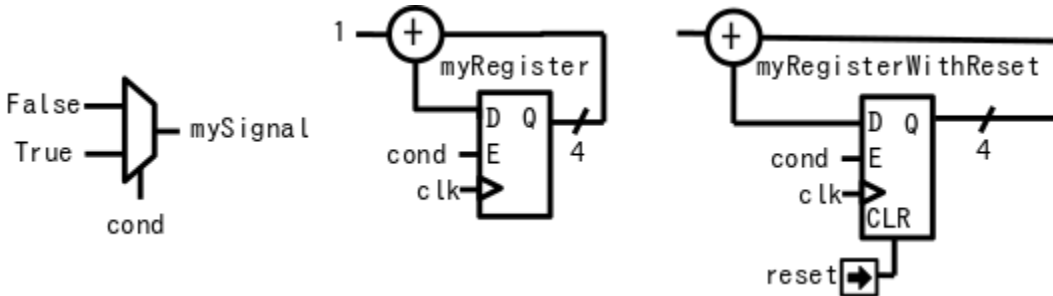 False
True
mySignal
cond
1
+
myRegister
D Q
E
cond
clk
4
+
myRegisterWithReset
D Q
E
cond
clk
CLR
4
reset